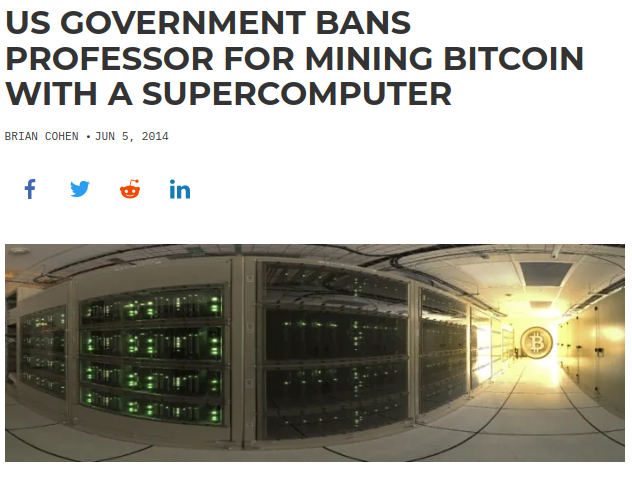 US GOVERNMENT BANS
PROFESSOR FOR MINING BITCOIN
WITH A SUPERCOMPUTER
BRIAN COHEN • JUN 5, 2014